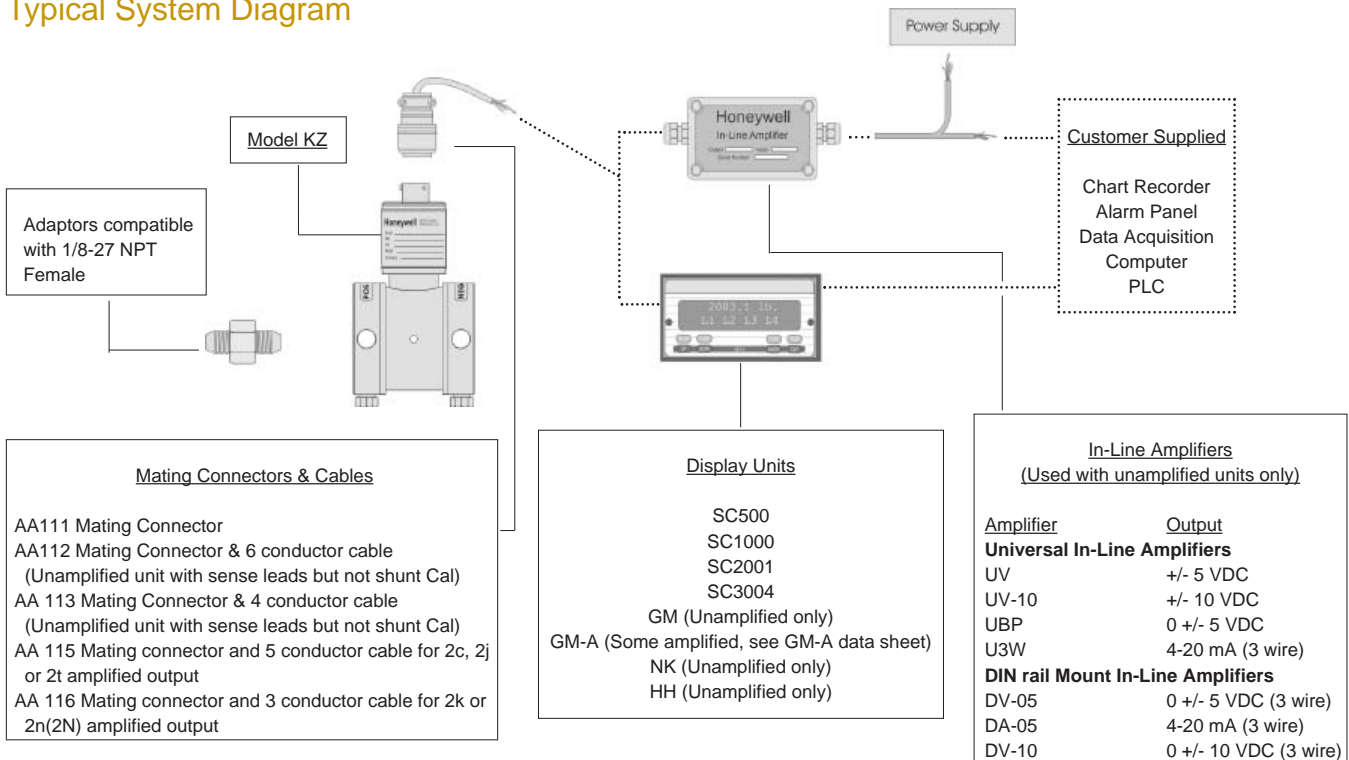 Typical System Diagram
Power Supply
Model KZ
Honeywell
In-Line Amplifier
Output
Input
Serial Number
Customer Supplied
Chart Recorder
Alarm Panel
Data Acquisition
Computer
PLC
Adaptors compatible
with 1/8-27 NPT
Female
Honeywell
2003.1 lb.
L1 L2 L3 L4
Mating Connectors & Cables
AA111 Mating Connector
AA112 Mating Connector & 6 conductor cable
(Unamplified unit with sense leads but not shunt Cal)
AA 113 Mating Connector & 4 conductor cable
(Unamplified unit with sense leads but not shunt Cal)
AA 115 Mating connector and 5 conductor cable for 2c, 2j
or 2t amplified output
AA 116 Mating connector and 3 conductor cable for 2k or
2n(2N) amplified output
Display Units
SC500
SC1000
SC2001
SC3004
GM (Unamplified only)
GM-A (Some amplified, see GM-A data sheet)
NK (Unamplified only)
HH (Unamplified only)
In-Line Amplifiers
(Used with unamplified units only)
Amplifier Output
Universal In-Line Amplifiers
UV +/- 5 VDC
UV-10 +/- 10 VDC
UBP 0 +/- 5 VDC
U3W 4-20 mA (3 wire)
DIN rail Mount In-Line Amplifiers
DV-05 0 +/- 5 VDC (3 wire)
DA-05 4-20 mA (3 wire)
DV-10 0 +/- 10 VDC (3 wire)